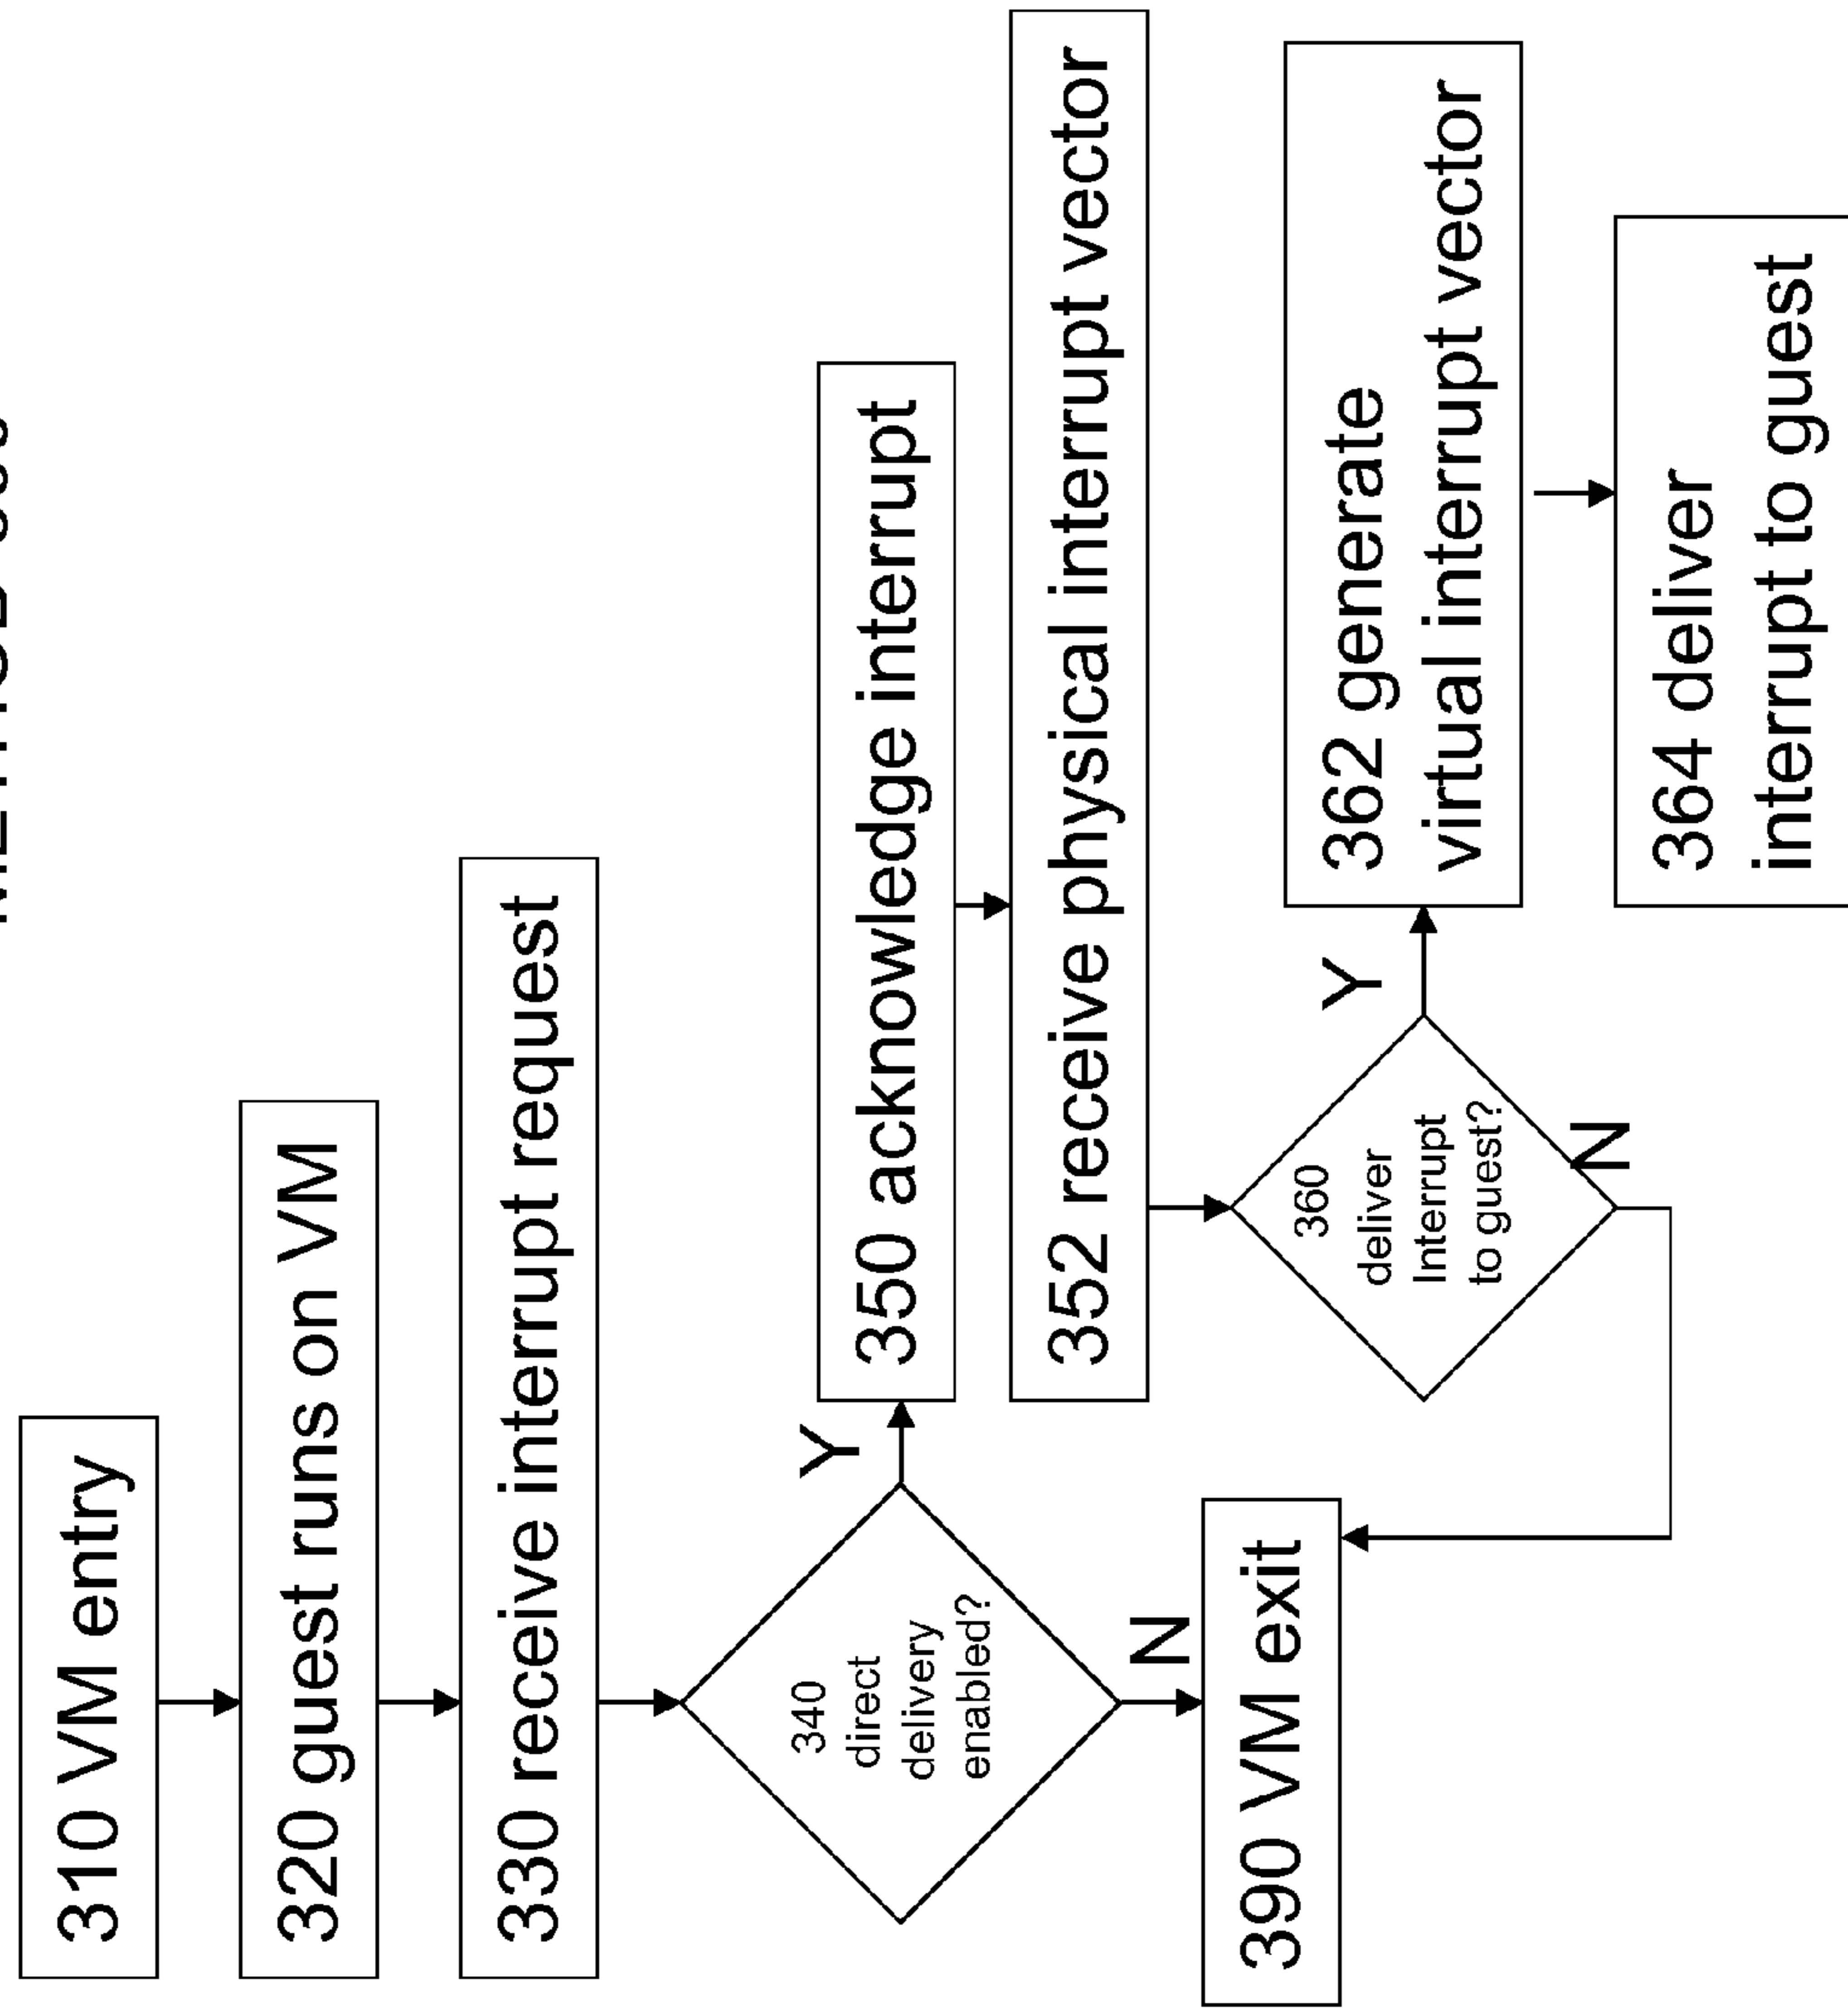 310 VM entry
320 guest runs on VM
330 receive interrupt request
340
direct
delivery
enabled?
Y
N
350 acknowledge interrupt
352 receive physical interrupt vector
360
deliver
Interrupt
to guest?
Y
N
362 generate
virtual interrupt vector
364 deliver
interrupt to guest
390 VM exit